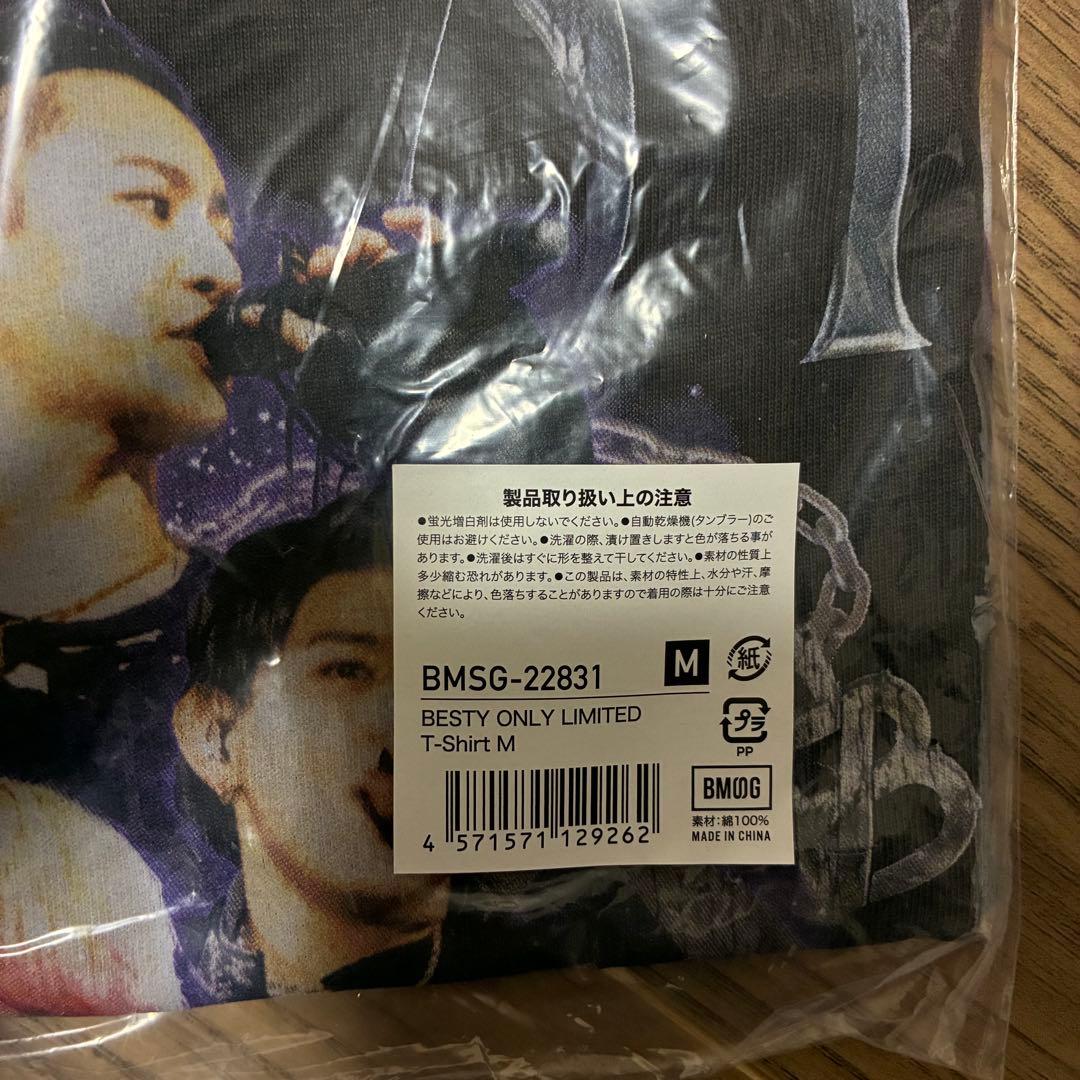 製品取り扱い上の注意
●蛍光増白剤は使用しないでください。●自動乾燥機(タンブラー)のご
使用はお避けください。●洗濯の際、漬け置きしますと色が落ちる事が
あります。●洗濯後はすぐに形を整えて干してください。●素材の性質上
多少縮む恐れがあります。●この製品は、素材の特性上、水分や汗、摩
擦などにより、色落ちすることがありますので着用の際は十分にご注意
ください。
BMSG-22831
M
紙
BESTY ONLY LIMITED
T-Shirt M
プラ
PP
BMSG
4 571571 129262
素材：綿100%
MADE IN CHINA
B